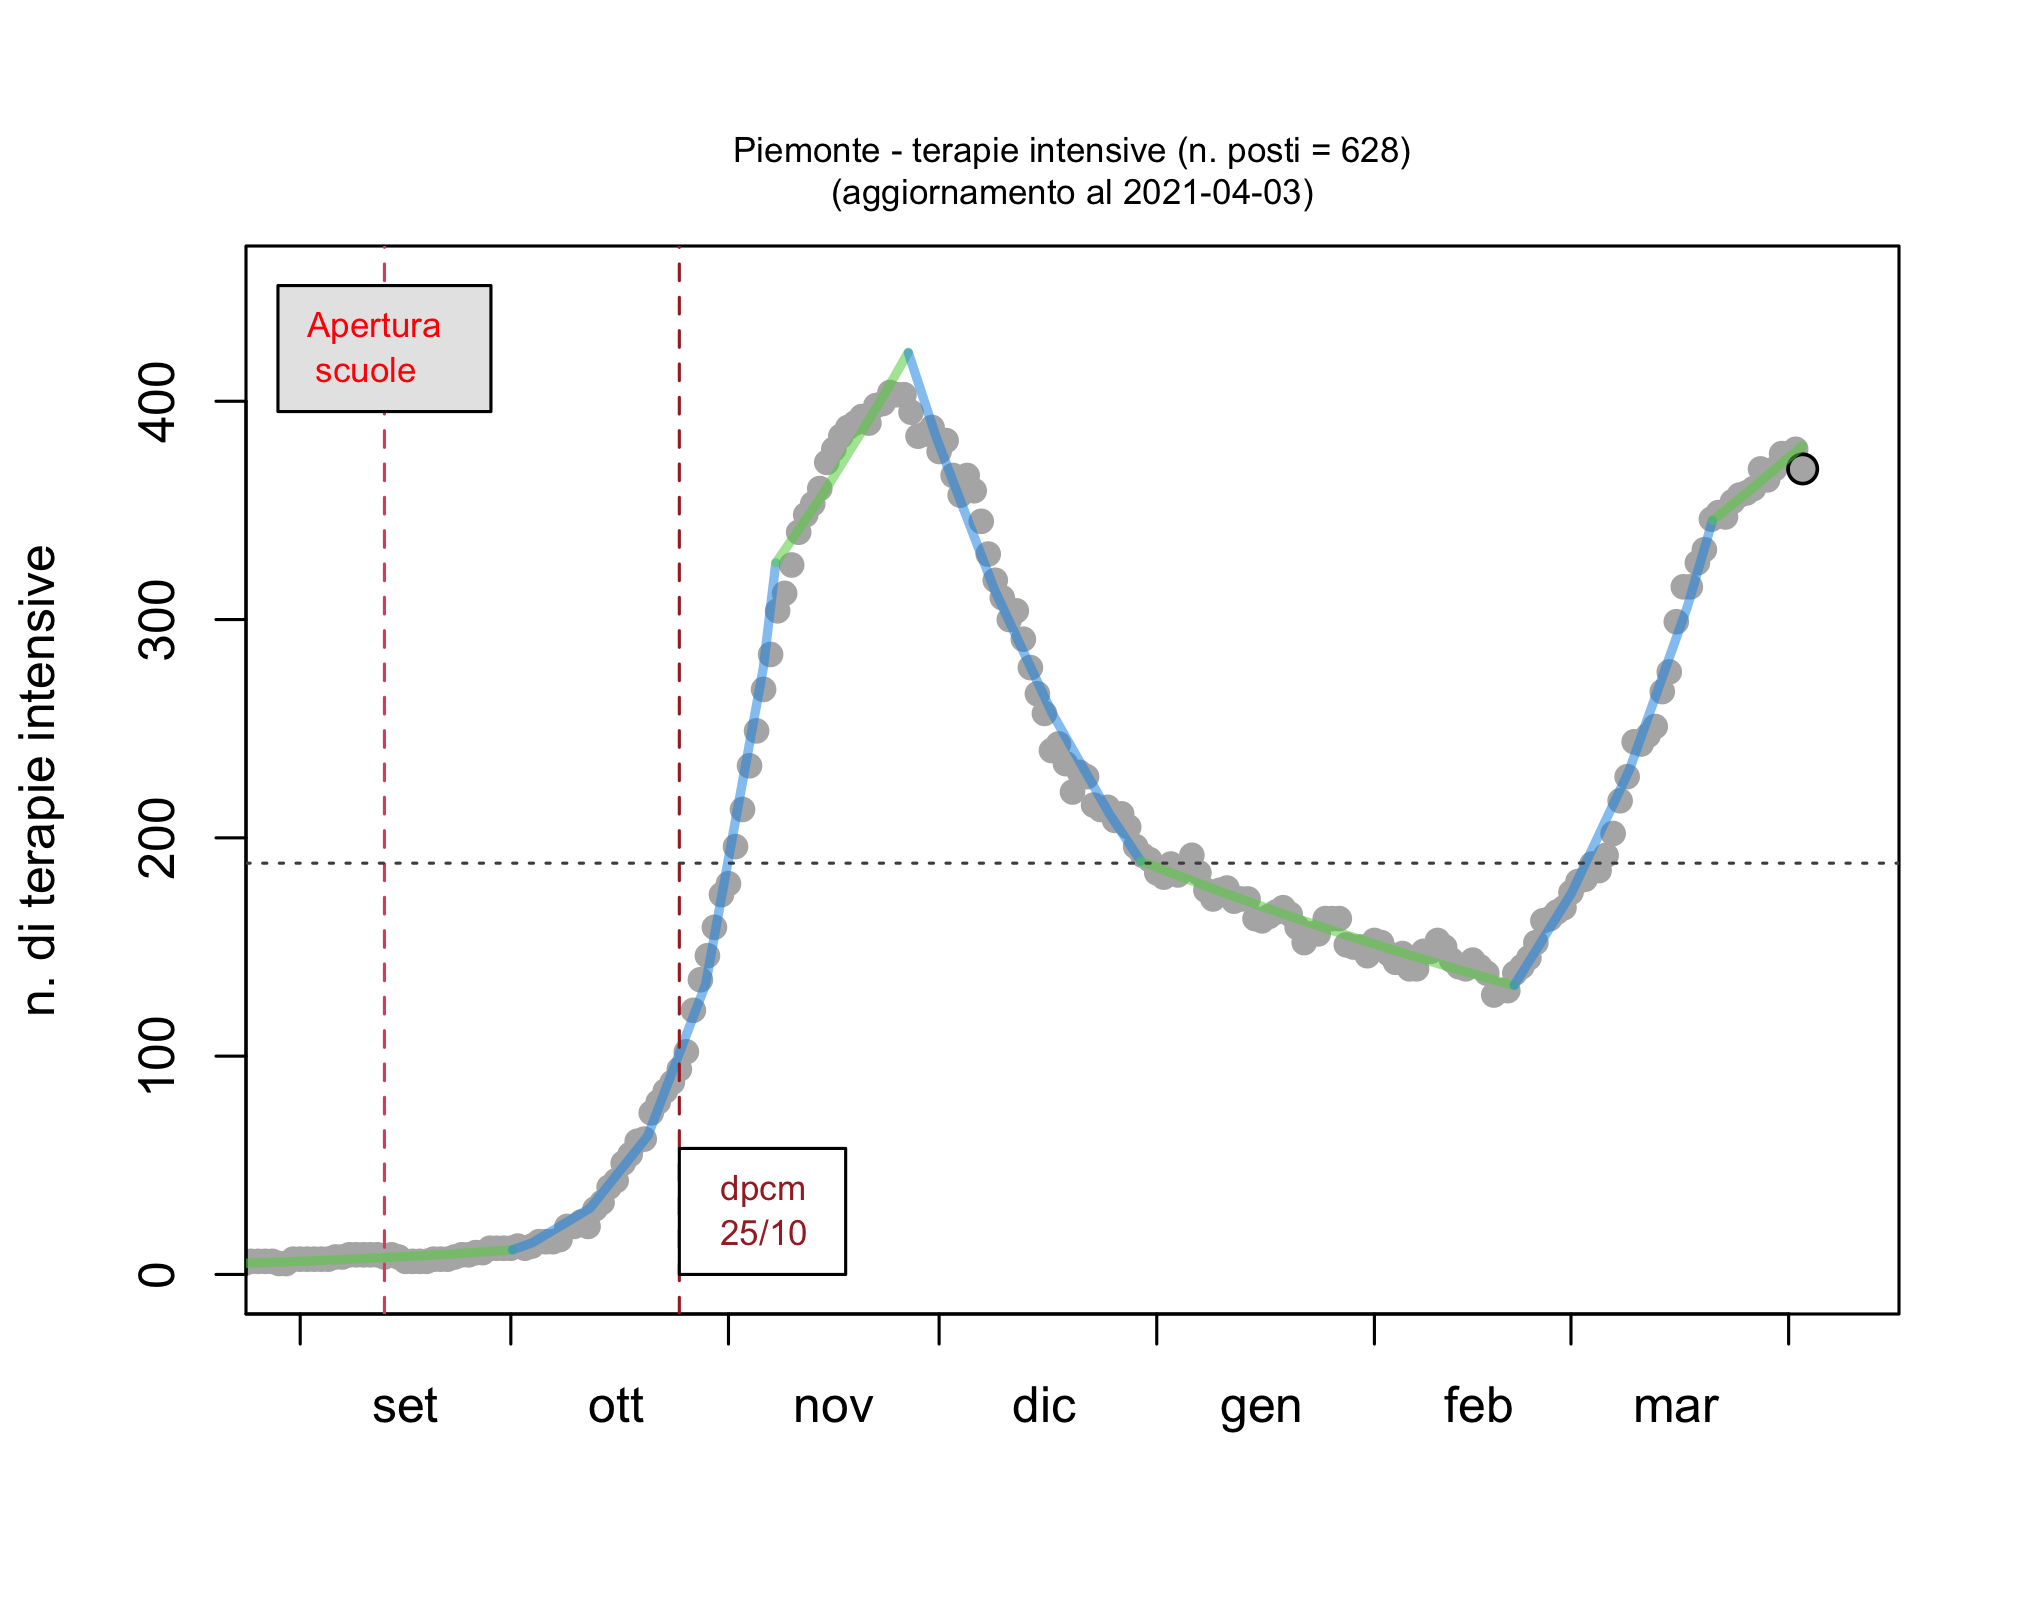 Piemonte - terapie intensive (n. posti = 628)
(aggiornamento al 2021-04-03)
Apertura
scuole
n. di terapie intensive
400
300
200
100
0
dpcm
25/10
set ott nov dic gen feb mar